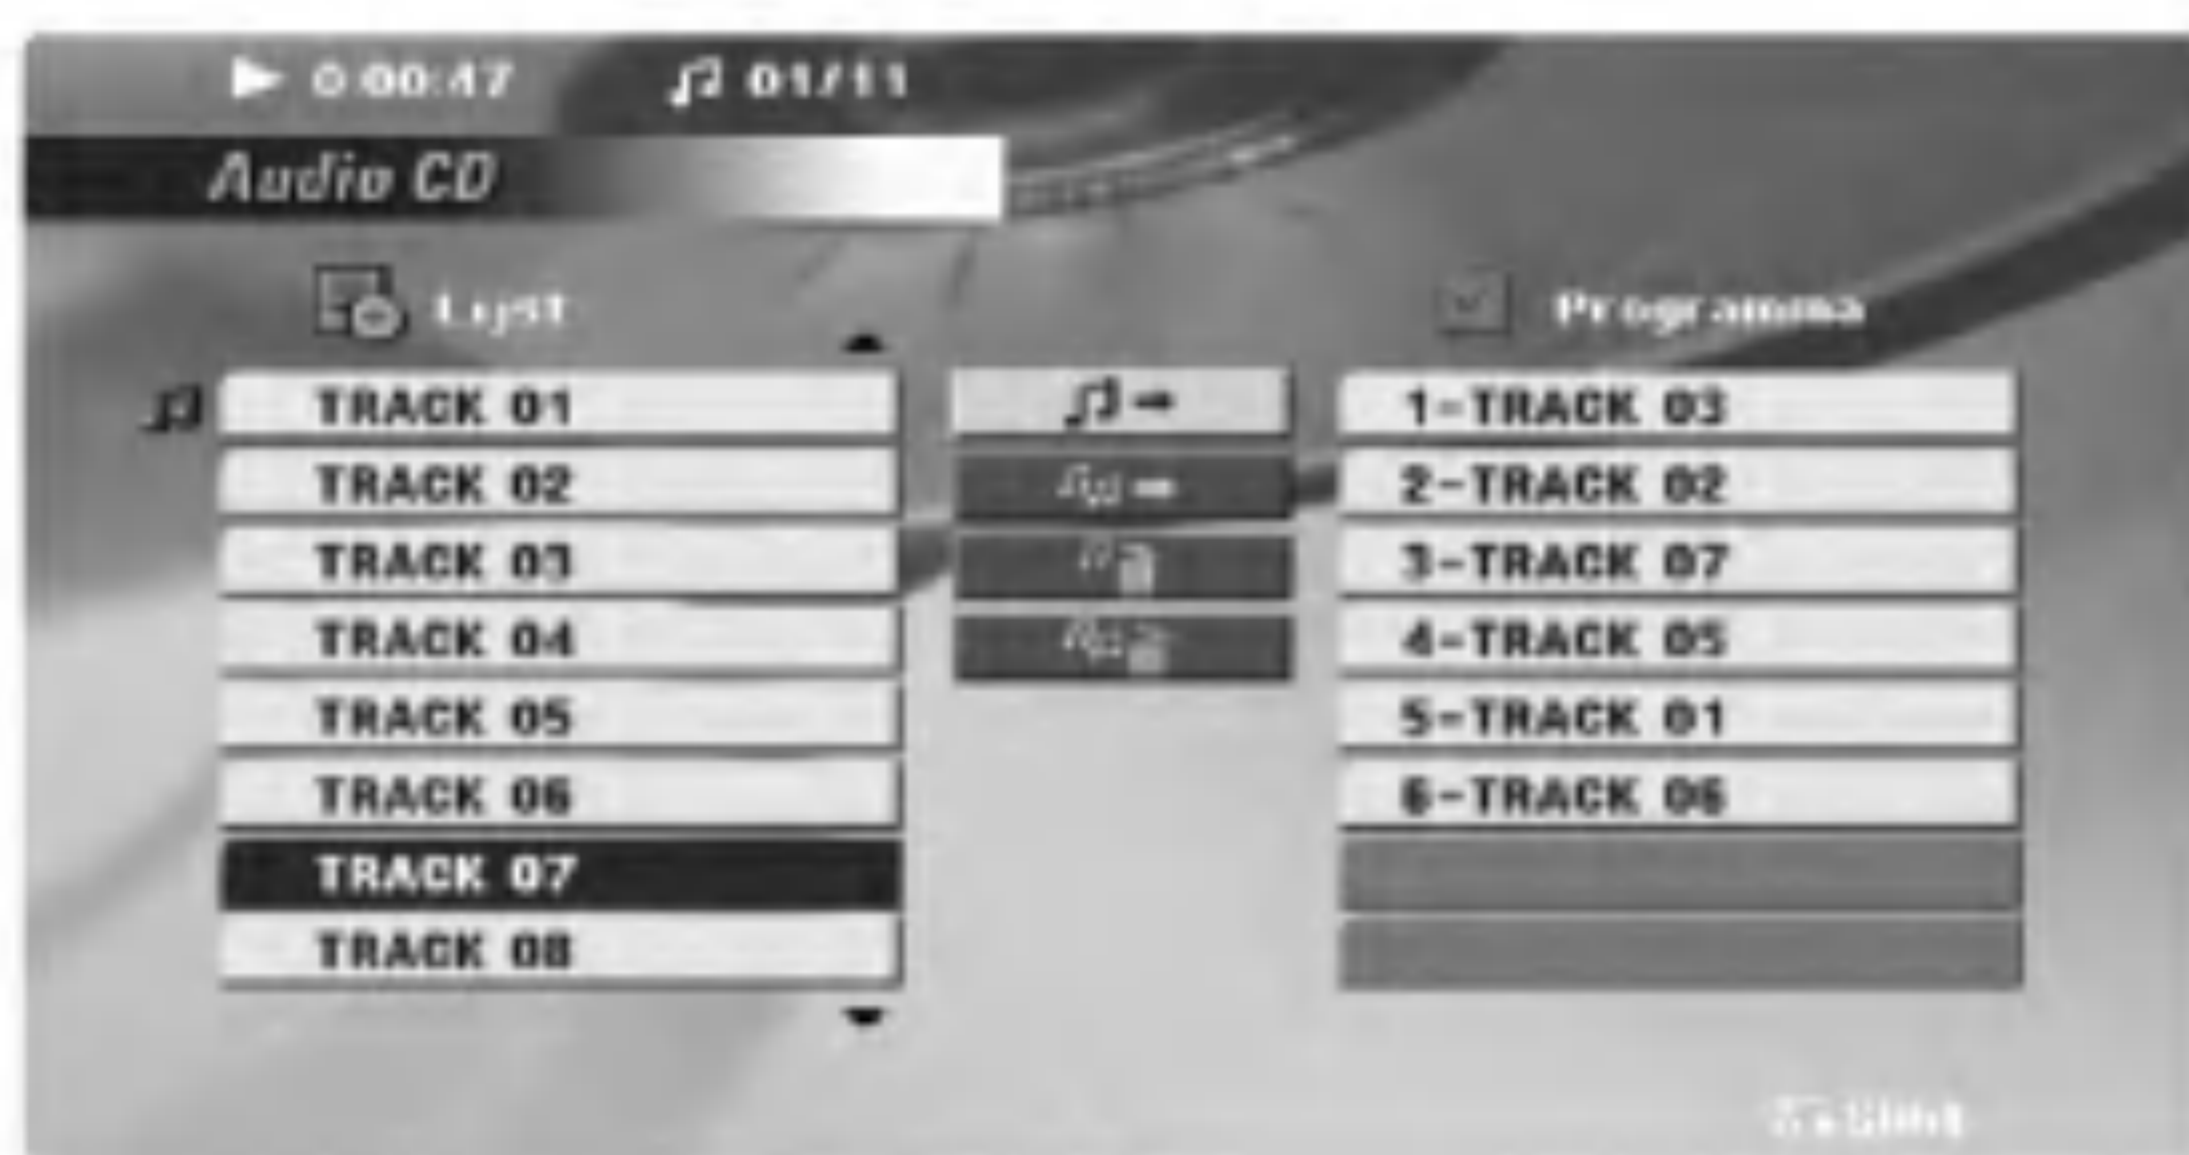 0:00:47 01/11
Audio CD
Lijst
Programma
TRACK 01
TRACK 02
TRACK 03
TRACK 04
TRACK 05
TRACK 06
TRACK 07
TRACK 08
1-TRACK 03
2-TRACK 02
3-TRACK 07
4-TRACK 05
5-TRACK 01
6-TRACK 06